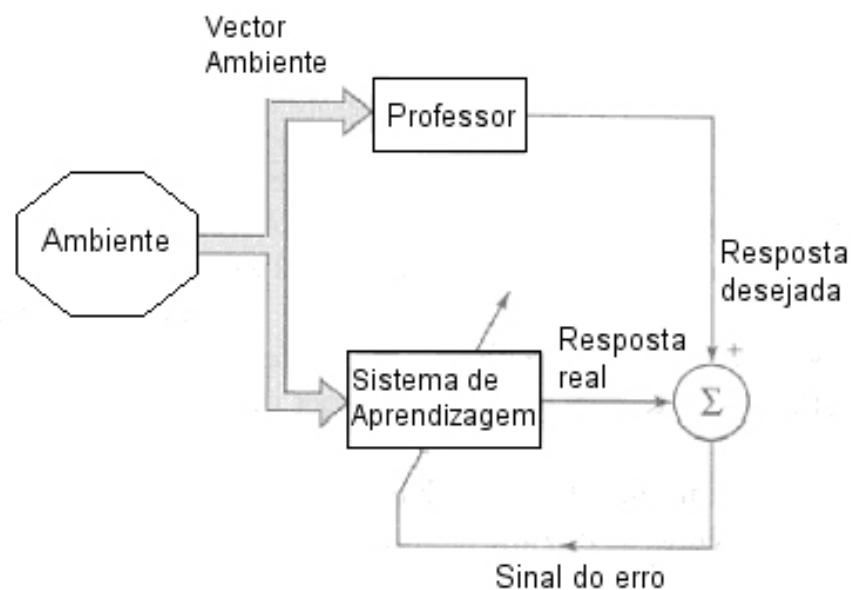 Vector
Ambiente
Professor
Ambiente
Resposta
desejada
Resposta
real
+
Sistema de
Aprendizagem
Σ
Sinal do erro